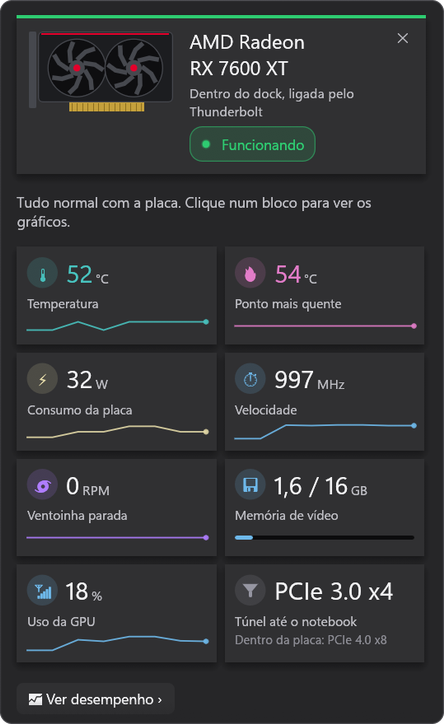 AMD Radeon
RX 7600 XT
Dentro do dock, ligada pelo
Thunderbolt
Funcionando
Tudo normal com a placa. Clique num bloco para ver os
gráficos.
52 °C
Temperatura
54 °C
Ponto mais quente
32 W
Consumo da placa
997 MHz
Velocidade
0 RPM
Ventoinha parada
1,6 / 16 GB
Memória de vídeo
18 %
Uso da GPU
PCIe 3.0 x4
Túnel até o notebook
Dentro da placa: PCIe 4.0 x8
Ver desempenho ›